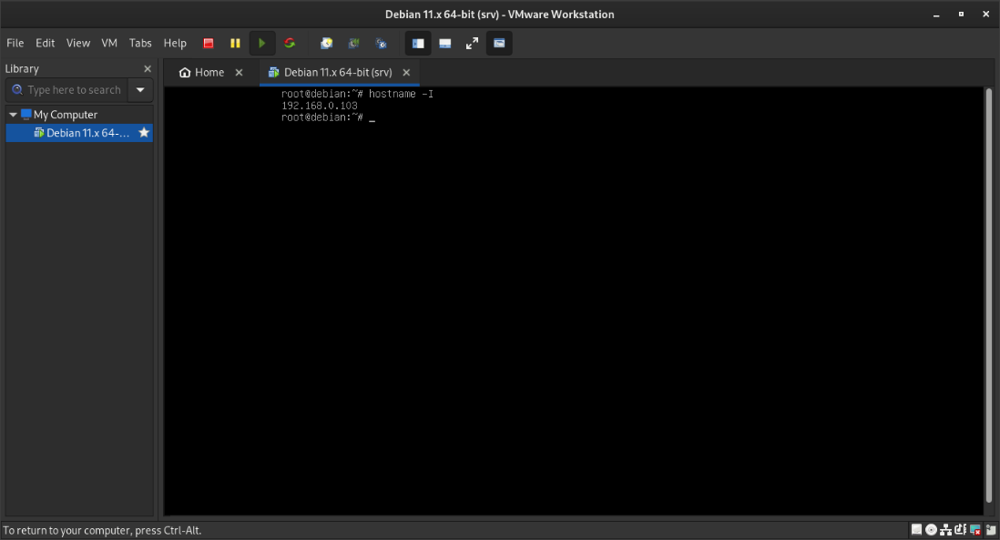 Debian 11.x 64-bit (srv) - VMware Workstation
File Edit View VM Tabs Help
Library
Type here to search
My Computer
Debian 11.x 64-...
Home
Debian 11.x 64-bit (srv)
root@debian:~# hostname -I
192.168.0.103
root@debian:~# _
To return to your computer, press Ctrl-Alt.